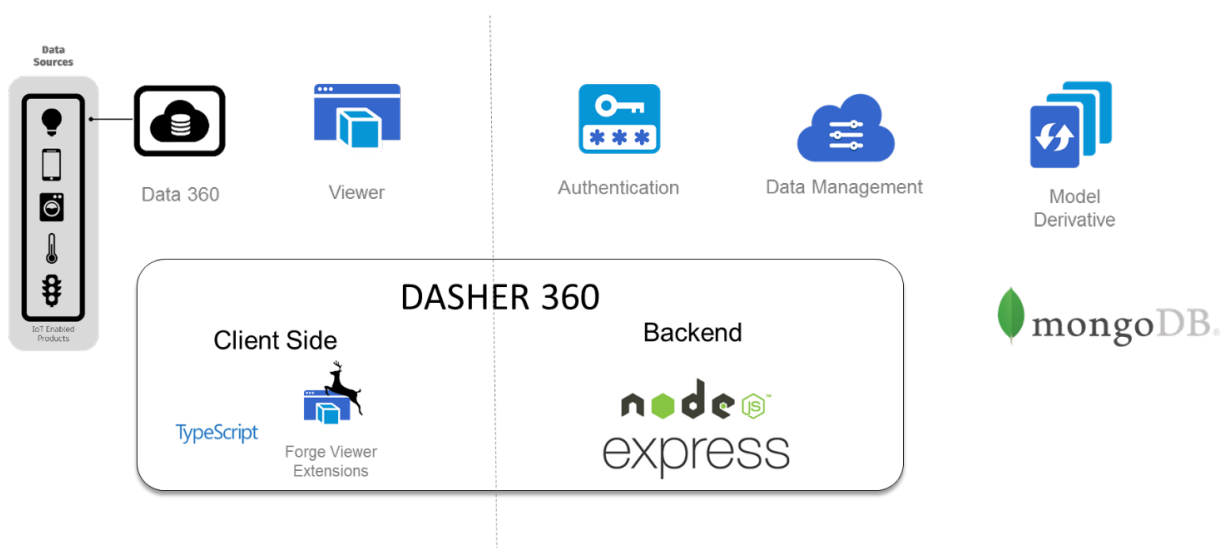 Data
Sources
IoT Enabled
Products
Data 360
Viewer
Authentication
Data Management
Model
Derivative
DASHER 360
Client Side
TypeScript
Forge Viewer
Extensions
Backend
node JS ™
express
mongoDB®